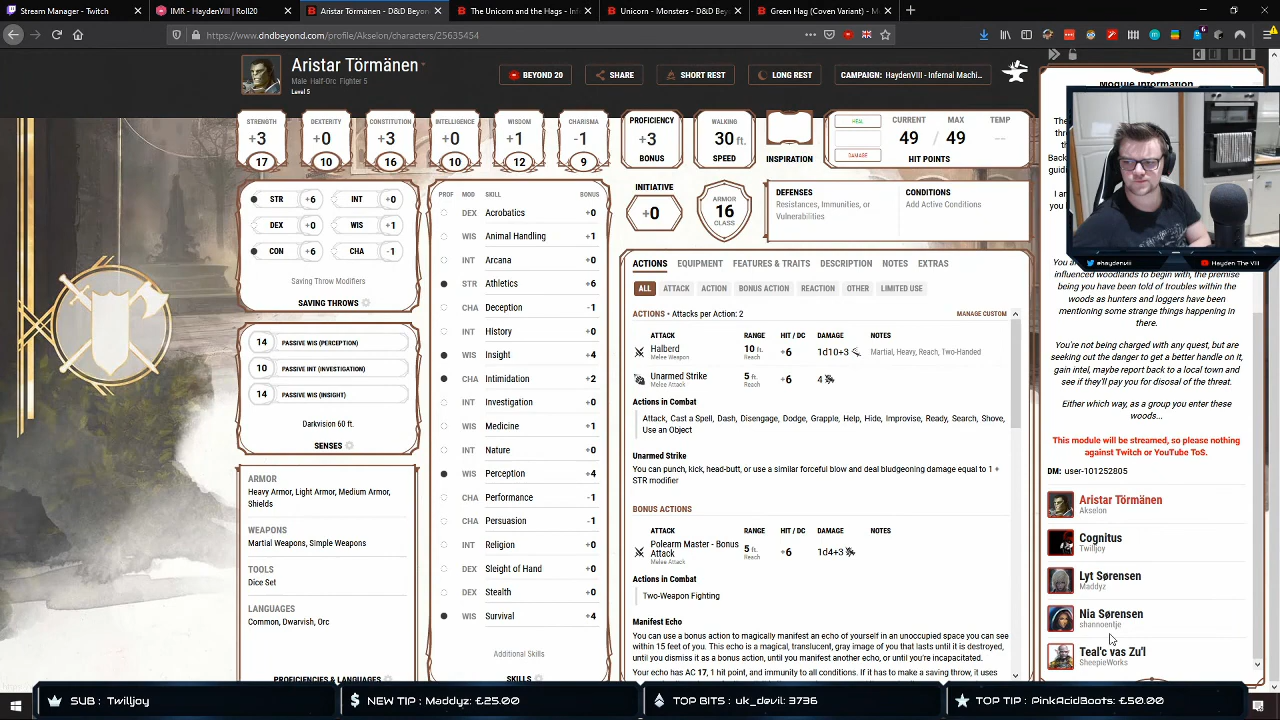 Stream Manager - Twitch
IMR - HaydenVIII | Roll20
Aristar Törmänen - D&D Beyon
The Unicorn and the Hags - Inf
Unicorn - Monsters - D&D Bey
Green Hag (Coven Variant) - M
https://www.dndbeyond.com/profile/Akselon/characters/25635454
Aristar Törmänen
Male Half-Orc Fighter 5
Level 5
BEYOND 20
SHARE
SHORT REST
LONG REST
CAMPAIGN: HaydenVIII - Infernal Machi...
STRENGTH
+3
17
DEXTERITY
+0
10
CONSTITUTION
+3
16
INTELLIGENCE
+0
10
WISDOM
+1
12
CHARISMA
-1
9
PROFICIENCY
+3
BONUS
WALKING
30 ft.
SPEED
INSPIRATION
HEAL
DAMAGE
CURRENT
49
/
MAX
49
TEMP
--
HIT POINTS
STR +6
INT +0
DEX +0
WIS +1
CON +6
CHA -1
Saving Throw Modifiers
SAVING THROWS
14 PASSIVE WIS (PERCEPTION)
10 PASSIVE INT (INVESTIGATION)
14 PASSIVE WIS (INSIGHT)
Darkvision 60 ft.
SENSES
ARMOR
Heavy Armor, Light Armor, Medium Armor,
Shields
WEAPONS
Martial Weapons, Simple Weapons
TOOLS
Dice Set
LANGUAGES
Common, Dwarvish, Orc
PROFICIENCIES & LANGUAGES
PROF MOD SKILL BONUS
DEX Acrobatics +0
WIS Animal Handling +1
INT Arcana +0
STR Athletics +6
CHA Deception -1
INT History +0
WIS Insight +4
CHA Intimidation +2
INT Investigation +0
WIS Medicine +1
INT Nature +0
WIS Perception +4
CHA Performance -1
CHA Persuasion -1
INT Religion +0
DEX Sleight of Hand +0
DEX Stealth +0
WIS Survival +4
Additional Skills
SKILLS
INITIATIVE
+0
ARMOR
16
CLASS
DEFENSES
Resistances, Immunities, or
Vulnerabilities
CONDITIONS
Add Active Conditions
ACTIONS EQUIPMENT FEATURES & TRAITS DESCRIPTION NOTES EXTRAS
ALL ATTACK ACTION BONUS ACTION REACTION OTHER LIMITED USE
ACTIONS • Attacks per Action: 2
MANAGE CUSTOM
ATTACK RANGE HIT / DC DAMAGE NOTES
Halberd 10 ft. +6 1d10+3 Martial, Heavy, Reach, Two-Handed
Melee Weapon Reach
Unarmed Strike 5 ft. +6 4
Melee Attack Reach
Actions in Combat
Attack, Cast a Spell, Dash, Disengage, Dodge, Grapple, Help, Hide, Improvise, Ready, Search, Shove,
Use an Object
Unarmed Strike
You can punch, kick, head-butt, or use a similar forceful blow and deal bludgeoning damage equal to 1 +
STR modifier
BONUS ACTIONS
ATTACK RANGE HIT / DC DAMAGE NOTES
Polearm Master - Bonus
Attack
5 ft. +6 1d4+3
Melee Attack Reach
Actions in Combat
Two-Weapon Fighting
Manifest Echo
You can use a bonus action to magically manifest an echo of yourself in an unoccupied space you can see
within 15 feet of you. This echo is a magical, translucent, gray image of you that lasts until it is destroyed,
until you dismiss it as a bonus action, until you manifest another echo, or until you're incapacitated.
Your echo has AC 17, 1 hit point, and immunity to all conditions. If it has to make a saving throw, it uses
Module Information
@haydenviii
Hayden The VIII
influenced woodlands to begin with, the premise
being you have been told of troubles within the
woods as hunters and loggers have been
mentioning some strange things happening in
there.
You're not being charged with any quest, but are
seeking out the danger to get a better handle on it,
gain intel, maybe report back to a local town and
see if they'll pay you for disosal of the threat.
Either which way, as a group you enter these
woods...
This module will be streamed, so please nothing
against Twitch or YouTube ToS.
DM: user-101252805
Aristar Törmänen
Akselon
Cognitus
Twilljoy
Lyt Sørensen
Maddyz
Nia Sørensen
shannoentje
Teal'c vas Zu'l
SheepieWorks
SUB : Twilljoy
NEW TIP : Maddyz: £25.00
TOP BITS : uk_devil: 3736
TOP TIP : PinkAcidBoots: £50.00